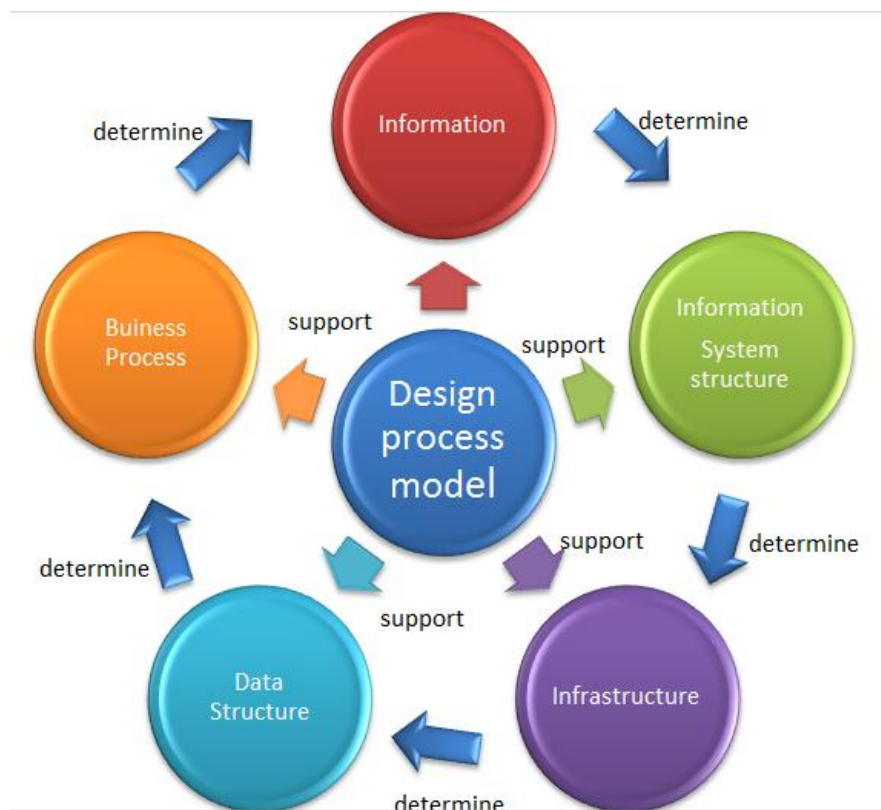 Information
determine
determine
Buiness
Process
support
Information
System
structure
support
Design
process
model
support
determine
determine
support
Data
Structure
Infrastructure
determine